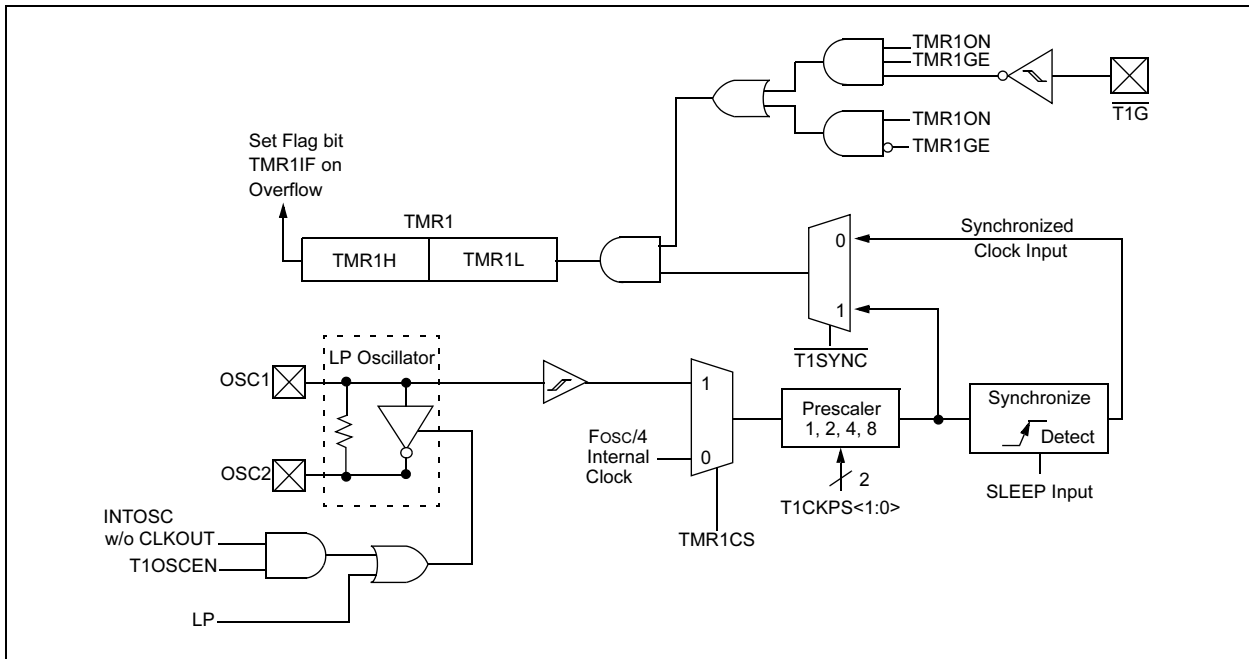 TMR1ON
TMR1GE
T1G
TMR1ON
TMR1GE
Set Flag bit
TMR1IF on
Overflow
TMR1
TMR1H
TMR1L
0
1
Synchronized
Clock Input
T1SYNC
LP Oscillator
OSC1
OSC2
1
0
FOSC/4
Internal
Clock
TMR1CS
Prescaler
1, 2, 4, 8
2
T1CKPS<1:0>
Synchronize
Detect
SLEEP Input
INTOSC
w/o CLKOUT
T1OSCEN
LP